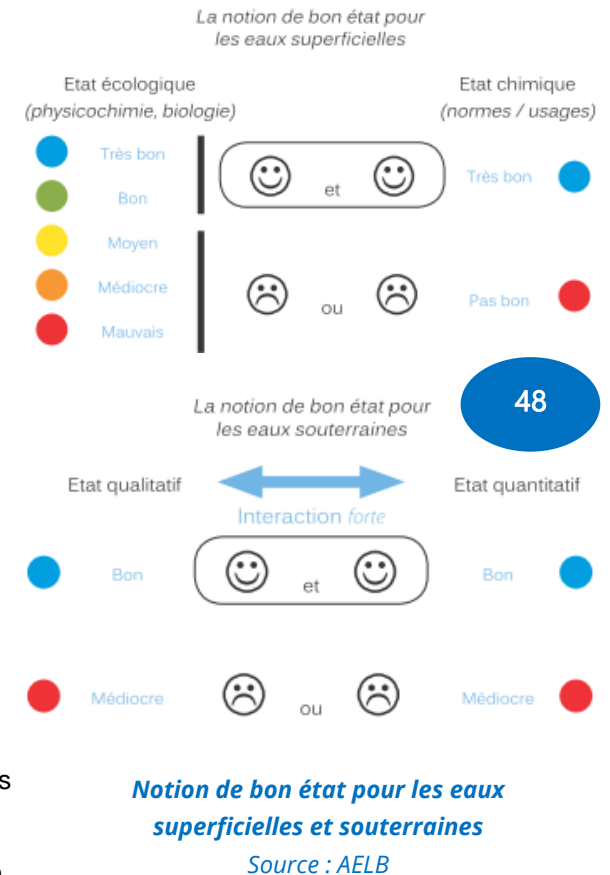 La notion de bon état pour
les eaux superficielles
Etat écologique
(physicochimie, biologie)
Etat chimique
(normes / usages)
Très bon
Bon
et
Très bon
Moyen
Médiocre
Mauvais
ou
Pas bon
48
La notion de bon état pour
les eaux souterraines
Etat qualitatif
Etat quantitatif
Interaction forte
Bon
et
Bon
Médiocre
ou
Médiocre
s
Notion de bon état pour les eaux
superficielles et souterraines
Source : AELB